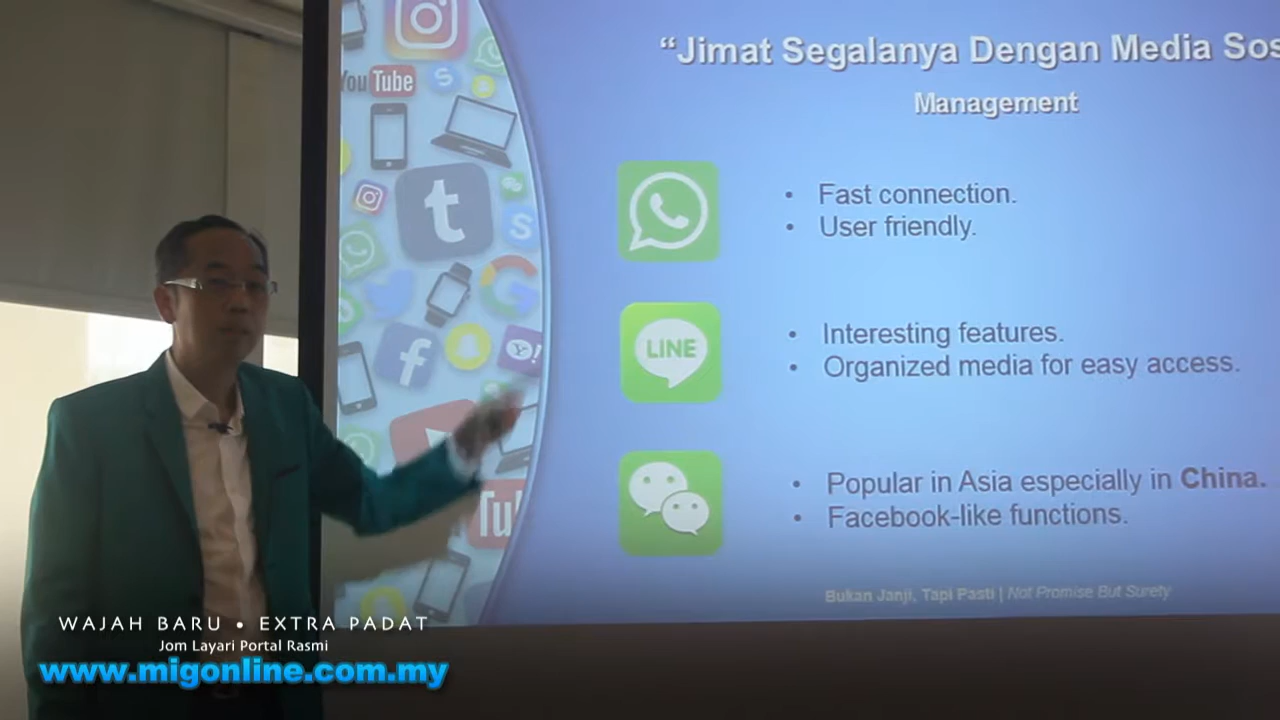 YouTube
"Jimat Segalanya Dengan Media Sos
Management
• Fast connection.
• User friendly.
LINE
• Interesting features.
• Organized media for easy access.
• Popular in Asia especially in China.
• Facebook-like functions.
Bukan Janji, Tapi Pasti | Not Promise But Surety
WAJAH BARU • EXTRA PADAT
Jom Layari Portal Rasmi
www.migonline.com.my